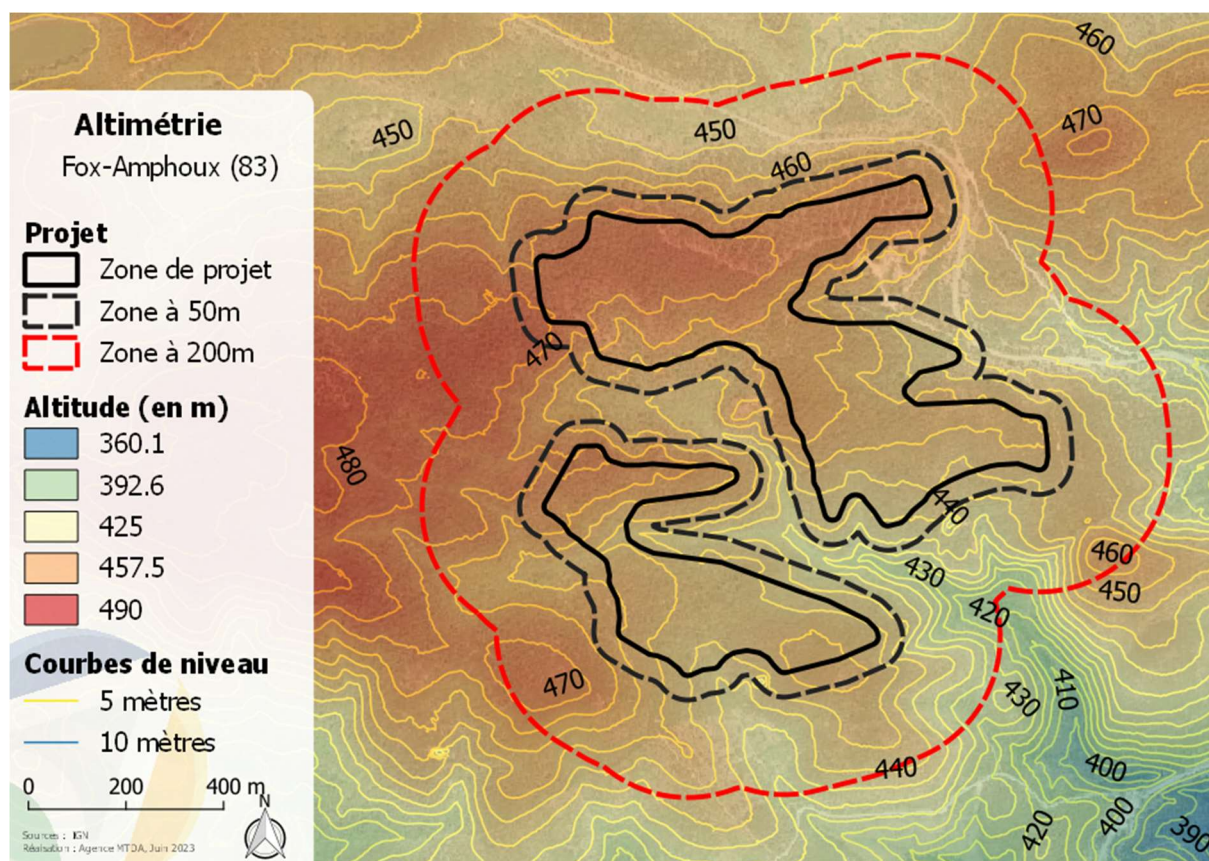 Altimétrie
Fox-Amphoux (83)
Projet
Zone de projet
Zone à 50m
Zone à 200m
Altitude (en m)
360.1
392.6
425
457.5
490
Courbes de niveau
5 mètres
10 mètres
0 200 400 m
N
Sources : IGN
Réalisation : Agence MTDA, Juin 2023
460
450
450
470
460
470
480
440
430
460
450
420
470
430
410
440
400
420
400
390